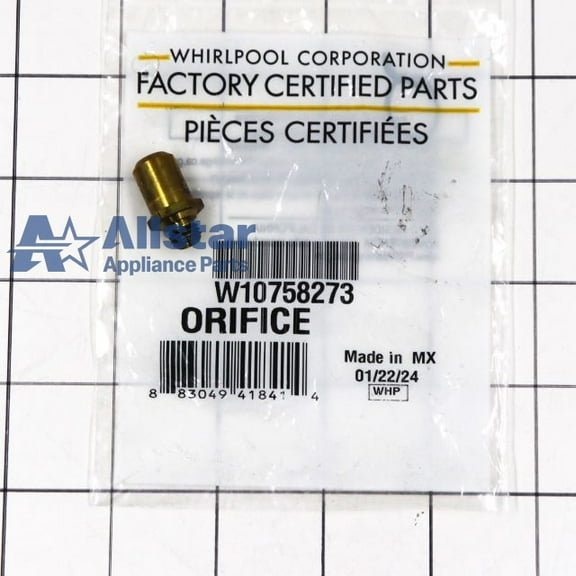 WHIRLPOOL CORPORATION
FACTORY CERTIFIED PARTS
PIÈCES CERTIFIÉES
Allstar
Appliance Parts
W10758273
ORIFICE
Made in MX
01/22/24
WHP
8 83049 41841 4